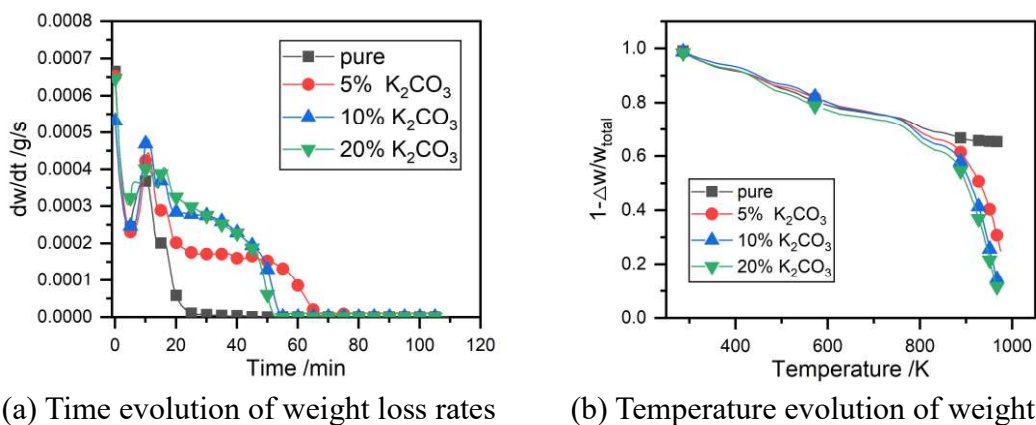 0.0008
0.0007
0.0006
0.0005
0.0004
0.0003
0.0002
0.0001
0.0000
dw/dt /g/s
pure
5% K₂CO₃
10% K₂CO₃
20% K₂CO₃
0 20 40 60 80 100 120
Time /min
(a) Time evolution of weight loss rates
1.0
0.8
0.6
0.4
0.2
0.0
1-Δw/w_total
pure
5% K₂CO₃
10% K₂CO₃
20% K₂CO₃
400 600 800 1000
Temperature /K
(b) Temperature evolution of weight